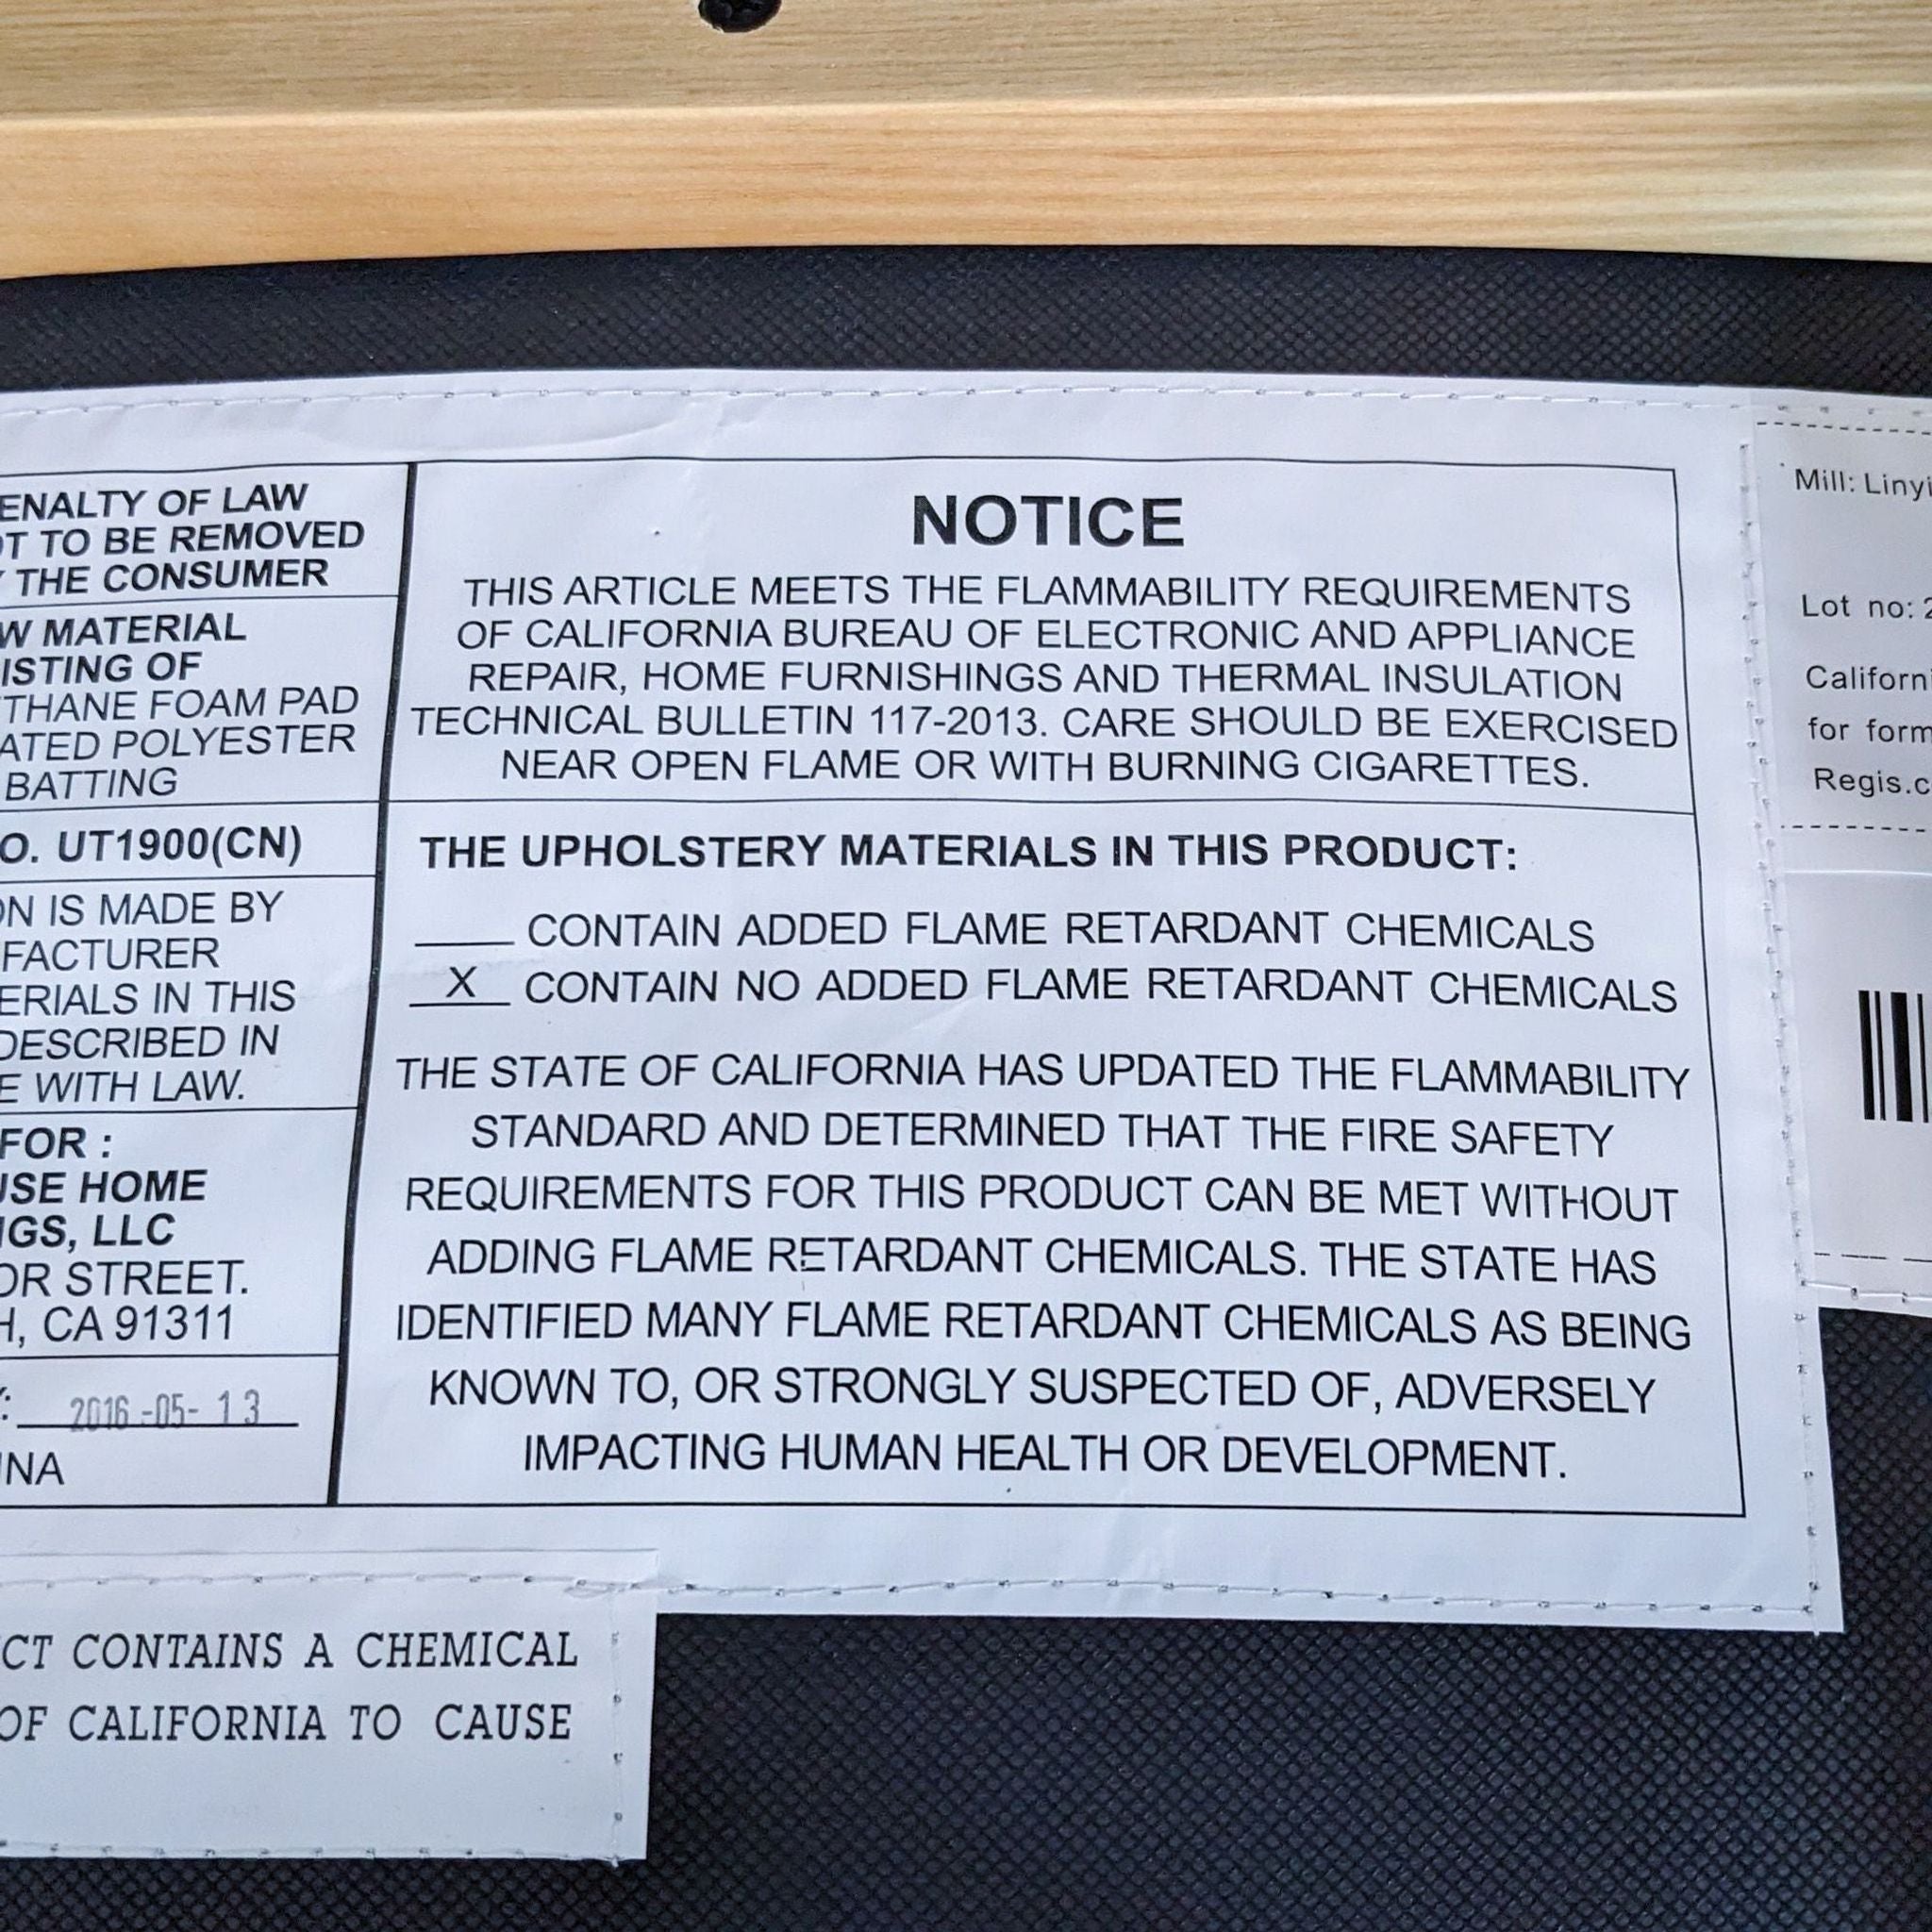 ENALTY OF LAW
OT TO BE REMOVED
THE CONSUMER
W MATERIAL
ISTING OF
THANE FOAM PAD
ATED POLYESTER
BATTING
O. UT1900(CN)
ON IS MADE BY
FACTURER
ERIALS IN THIS
DESCRIBED IN
E WITH LAW.
FOR :
USE HOME
NGS, LLC
OR STREET.
H, CA 91311
2016-05-13
INA
NOTICE
THIS ARTICLE MEETS THE FLAMMABILITY REQUIREMENTS
OF CALIFORNIA BUREAU OF ELECTRONIC AND APPLIANCE
REPAIR, HOME FURNISHINGS AND THERMAL INSULATION
TECHNICAL BULLETIN 117-2013. CARE SHOULD BE EXERCISED
NEAR OPEN FLAME OR WITH BURNING CIGARETTES.
THE UPHOLSTERY MATERIALS IN THIS PRODUCT:
____ CONTAIN ADDED FLAME RETARDANT CHEMICALS
X CONTAIN NO ADDED FLAME RETARDANT CHEMICALS
THE STATE OF CALIFORNIA HAS UPDATED THE FLAMMABILITY
STANDARD AND DETERMINED THAT THE FIRE SAFETY
REQUIREMENTS FOR THIS PRODUCT CAN BE MET WITHOUT
ADDING FLAME RETARDANT CHEMICALS. THE STATE HAS
IDENTIFIED MANY FLAME RETARDANT CHEMICALS AS BEING
KNOWN TO, OR STRONGLY SUSPECTED OF, ADVERSELY
IMPACTING HUMAN HEALTH OR DEVELOPMENT.
Mill: Linyi
Lot no: 2
Californi
for form
Regis.c
CT CONTAINS A CHEMICAL
OF CALIFORNIA TO CAUSE